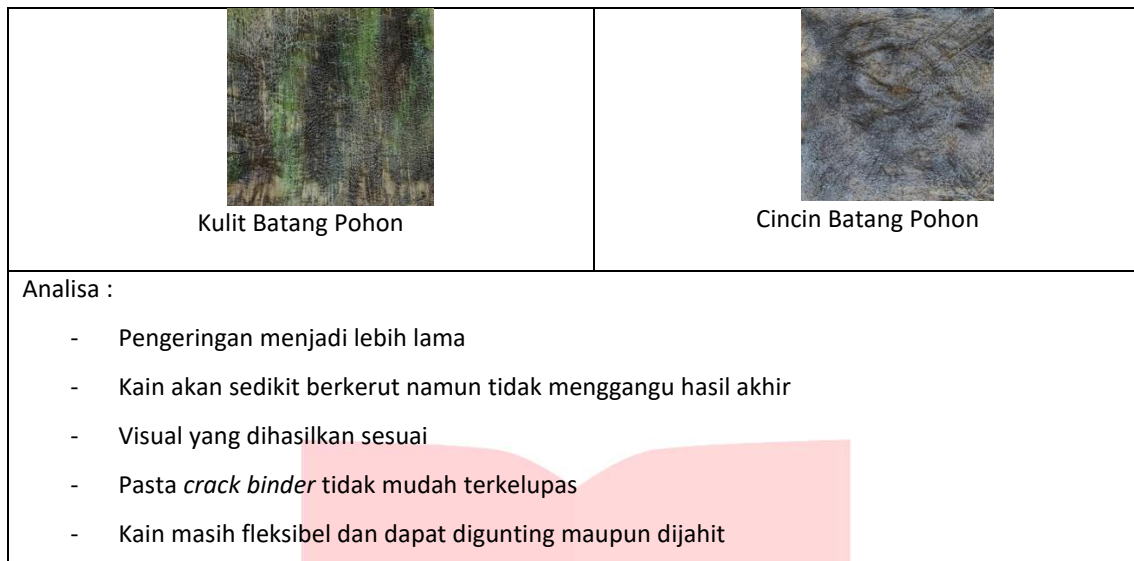 Kulit Batang Pohon
Cincin Batang Pohon
Analisa :
- Pengeringan menjadi lebih lama
- Kain akan sedikit berkerut namun tidak menggangu hasil akhir
- Visual yang dihasilkan sesuai
- Pasta crack binder tidak mudah terkelupas
- Kain masih fleksibel dan dapat digunting maupun dijahit